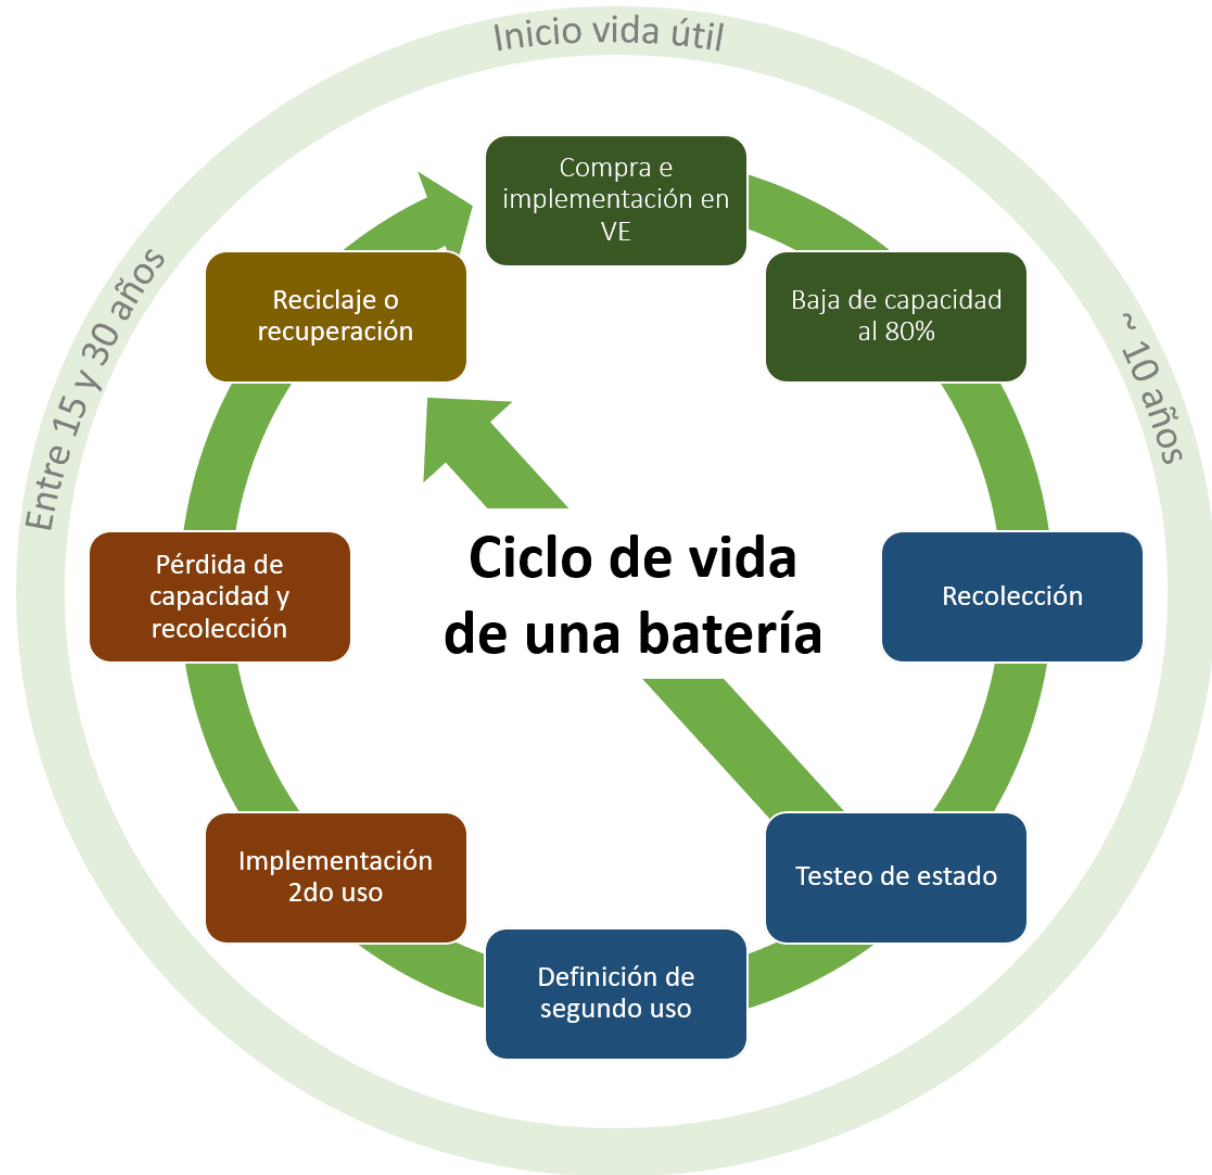 Inicio vida útil
Compra e
implementación en
VE
Baja de capacidad
al 80%
~ 10 años
Recolección
Testeo de estado
Definición de
segundo uso
Implementación
2do uso
Pérdida de
capacidad y
recolección
Entre 15 y 30 años
Reciclaje o
recuperación
Ciclo de vida
de una batería